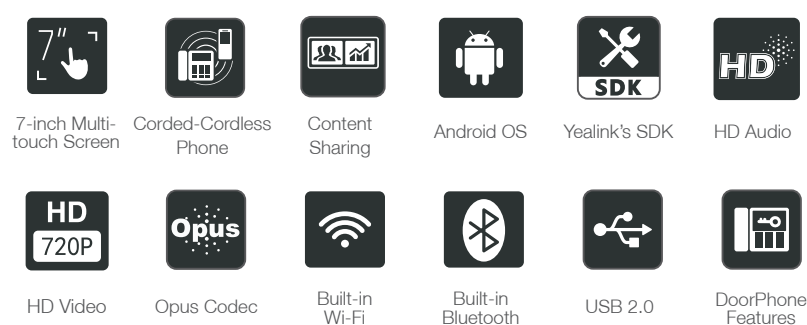 7"
SDK
HD
7-inch Multi-
touch Screen
Corded-Cordless
Phone
Content
Sharing
Android OS
Yealink's SDK
HD Audio
HD
720P
Opus
HD Video
Opus Codec
Built-in
Wi-Fi
Built-in
Bluetooth
USB 2.0
DoorPhone
Features